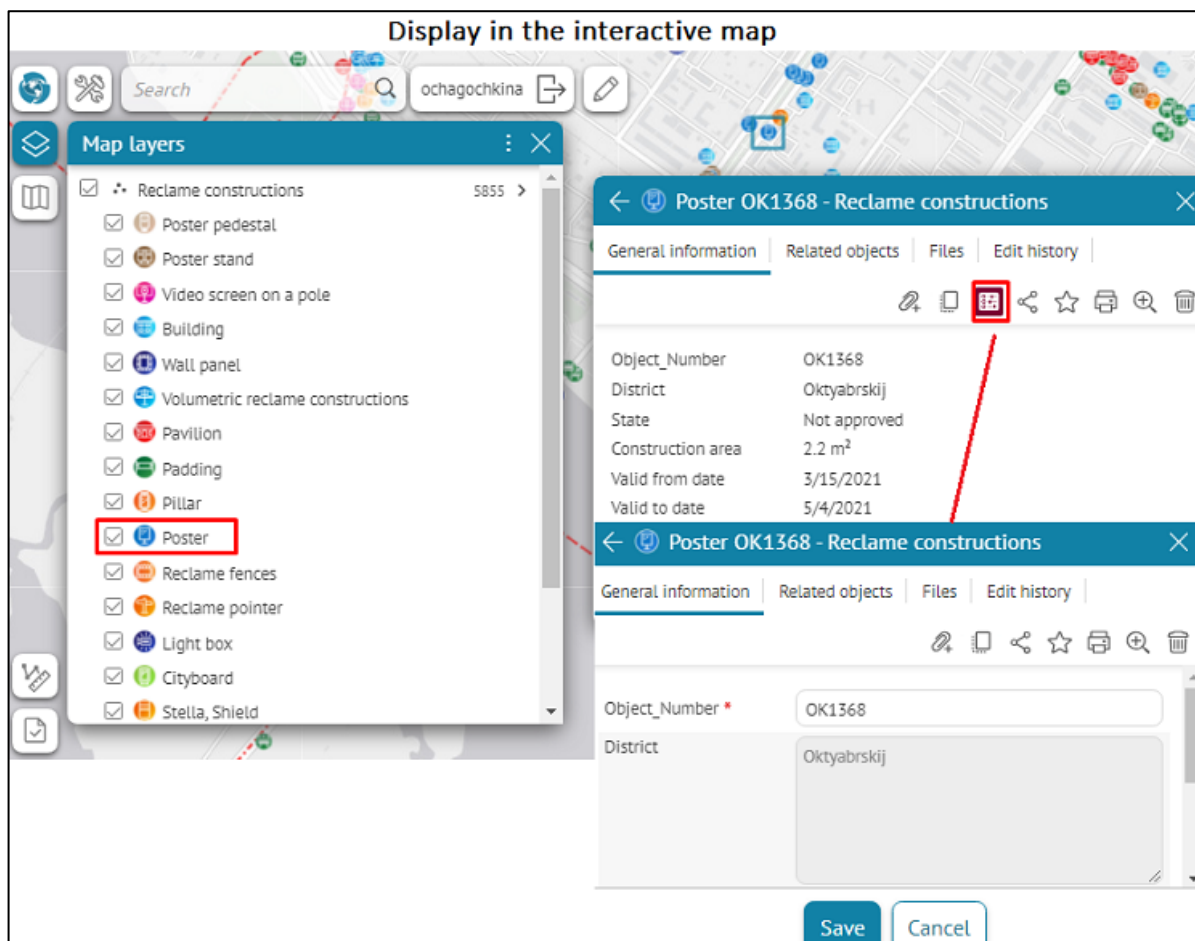 Display in the interactive map
Search
ochagochkina
Map layers
Reclame constructions 5855
Poster pedestal
Poster stand
Video screen on a pole
Building
Wall panel
Volumetric reclame constructions
Pavilion
Padding
Pillar
Poster
Reclame fences
Reclame pointer
Light box
Cityboard
Stella, Shield
Poster OK1368 - Reclame constructions
General information Related objects Files Edit history
Object_Number OK1368
District Oktyabrskij
State Not approved
Construction area 2.2 m²
Valid from date 3/15/2021
Valid to date 5/4/2021
Poster OK1368 - Reclame constructions
General information Related objects Files Edit history
Object_Number * OK1368
District Oktyabrskij
Save Cancel